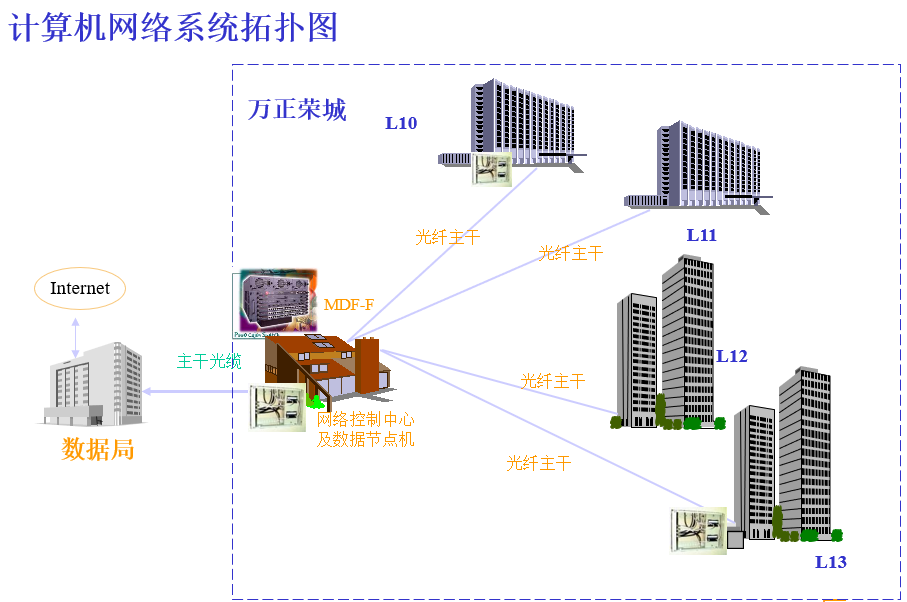 计算机网络系统拓扑图
万正荣城
L10
L11
光纤主干
光纤主干
Internet
MDF-F
主干光缆
L12
光纤主干
网络控制中心
及数据节点机
数据局
光纤主干
L13